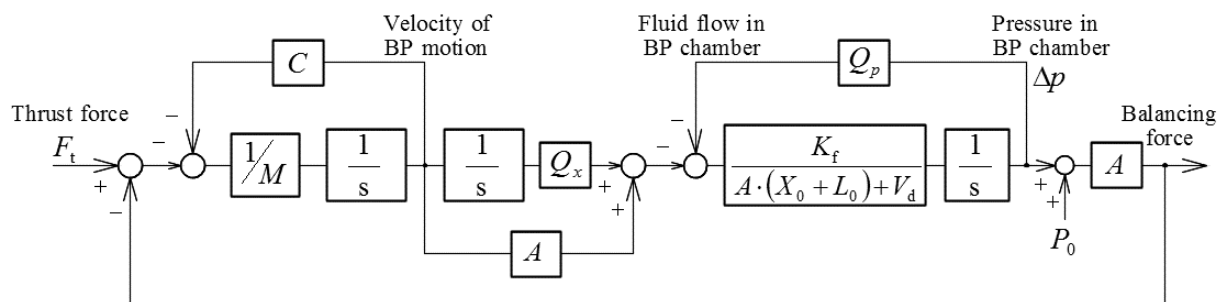 Velocity of
BP motion
Fluid flow in
BP chamber
Pressure in
BP chamber
Δp
C
Q_p
Thrust force
F_t
Balancing
force
−
−
−
−
−
1/M
1/s
1/s
Q_x
K_f
A·(X_0 + L_0) + V_d
1/s
A
+
+
+
+
+
A
P_0